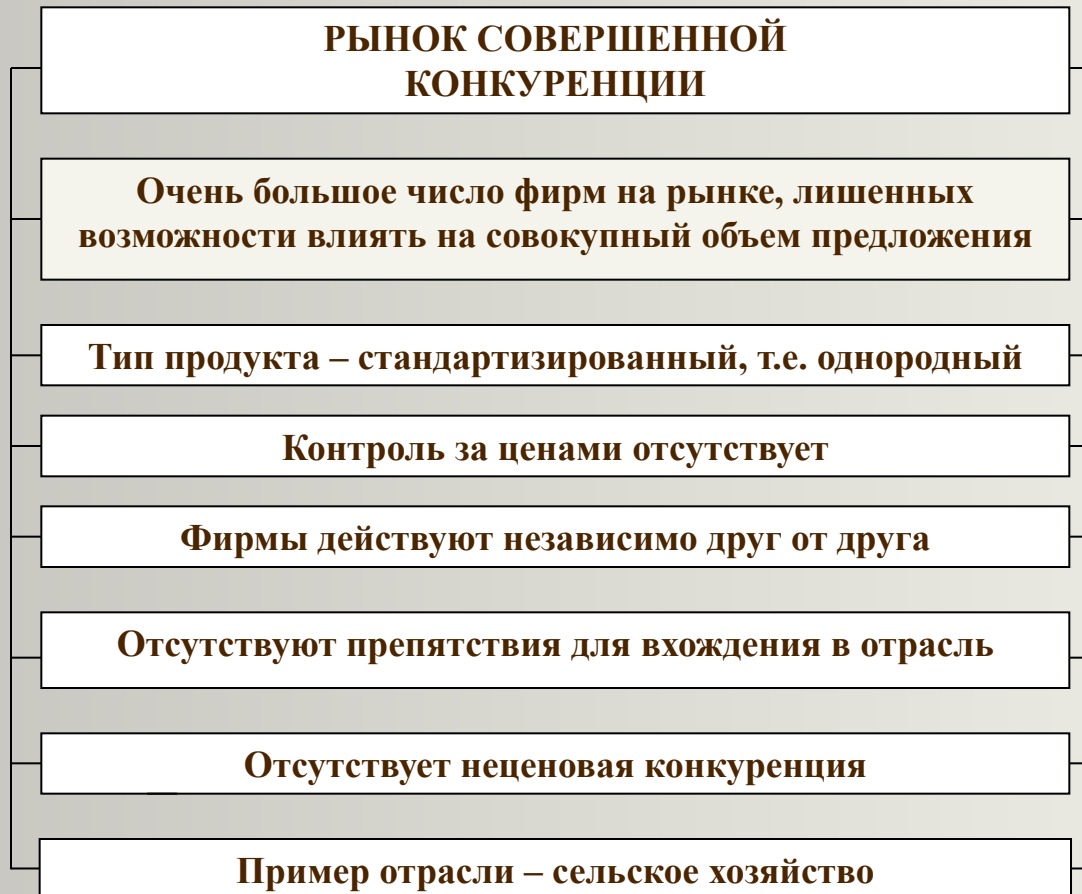 РЫНОК СОВЕРШЕННОЙ
КОНКУРЕНЦИИ
Очень большое число фирм на рынке, лишенных
возможности влиять на совокупный объем предложения
Тип продукта – стандартизированный, т.е. однородный
Контроль за ценами отсутствует
Фирмы действуют независимо друг от друга
Отсутствуют препятствия для вхождения в отрасль
Отсутствует неценовая конкуренция
Пример отрасли – сельское хозяйство